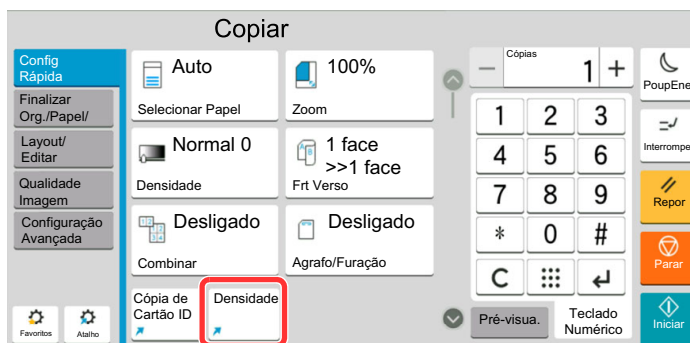 Copiar
Config
Rápida
Finalizar
Org./Papel/
Layout/
Editar
Qualidade
Imagem
Configuração
Avançada
Favoritos
Atalho
Auto
Selecionar Papel
100%
Zoom
Normal 0
Densidade
1 face
>>1 face
Frt Verso
Desligado
Combinar
Desligado
Agrafo/Furação
Cópia de
Cartão ID
Densidade
Cópias
− 1 +
1 2 3
4 5 6
7 8 9
* 0 #
C
Pré-visua.
Teclado
Numérico
PoupEne
Interrompe
Repor
Parar
Iniciar